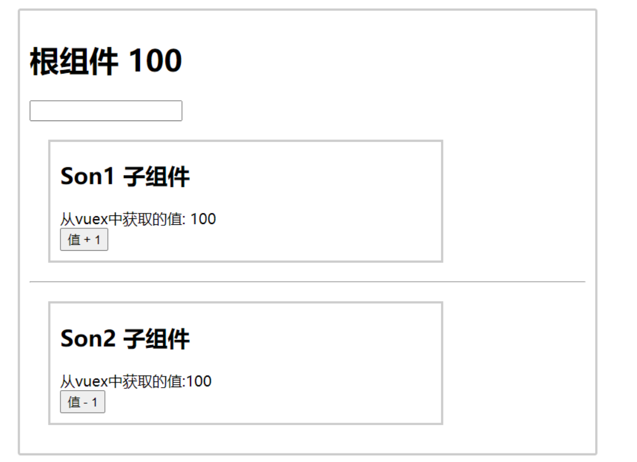 根组件 100
Son1 子组件
从vuex中获取的值: 100
值 + 1
Son2 子组件
从vuex中获取的值:100
值 - 1